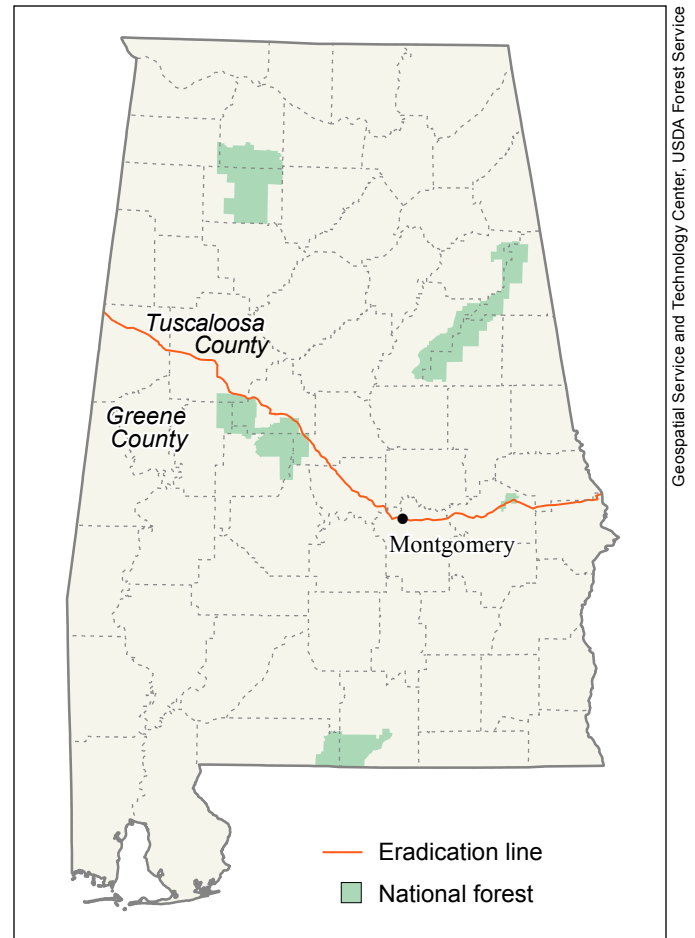 Tuscaloosa
County
Greene
County
Montgomery
Eradication line
National forest
Geospatial Service and Technology Center, USDA Forest Service